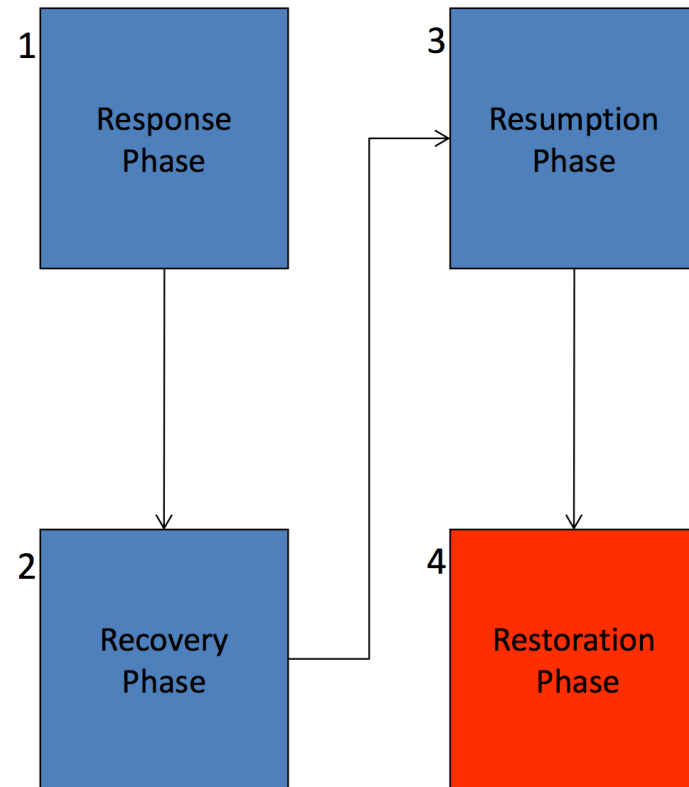 1
Response
Phase
2
Recovery
Phase
3
Resumption
Phase
4
Restoration
Phase